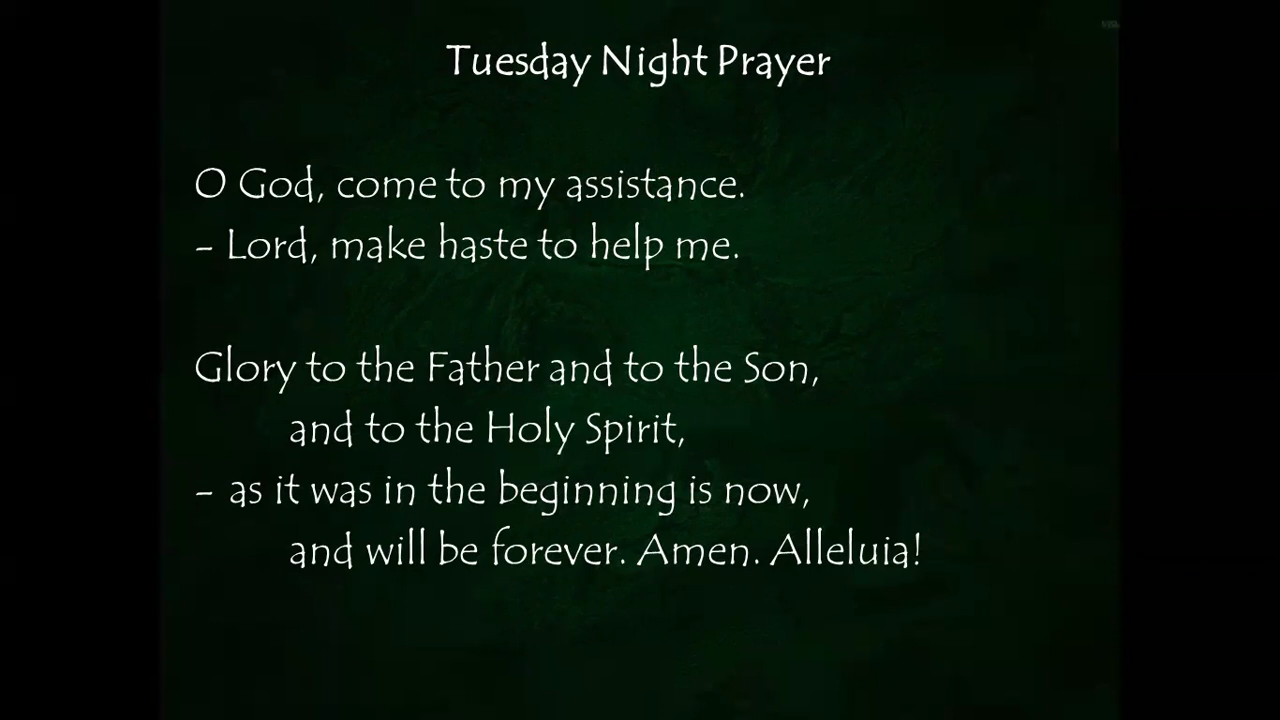 Tuesday Night Prayer
O God, come to my assistance.
- Lord, make haste to help me.
Glory to the Father and to the Son,
and to the Holy Spirit,
- as it was in the beginning is now,
and will be forever. Amen. Alleluia!